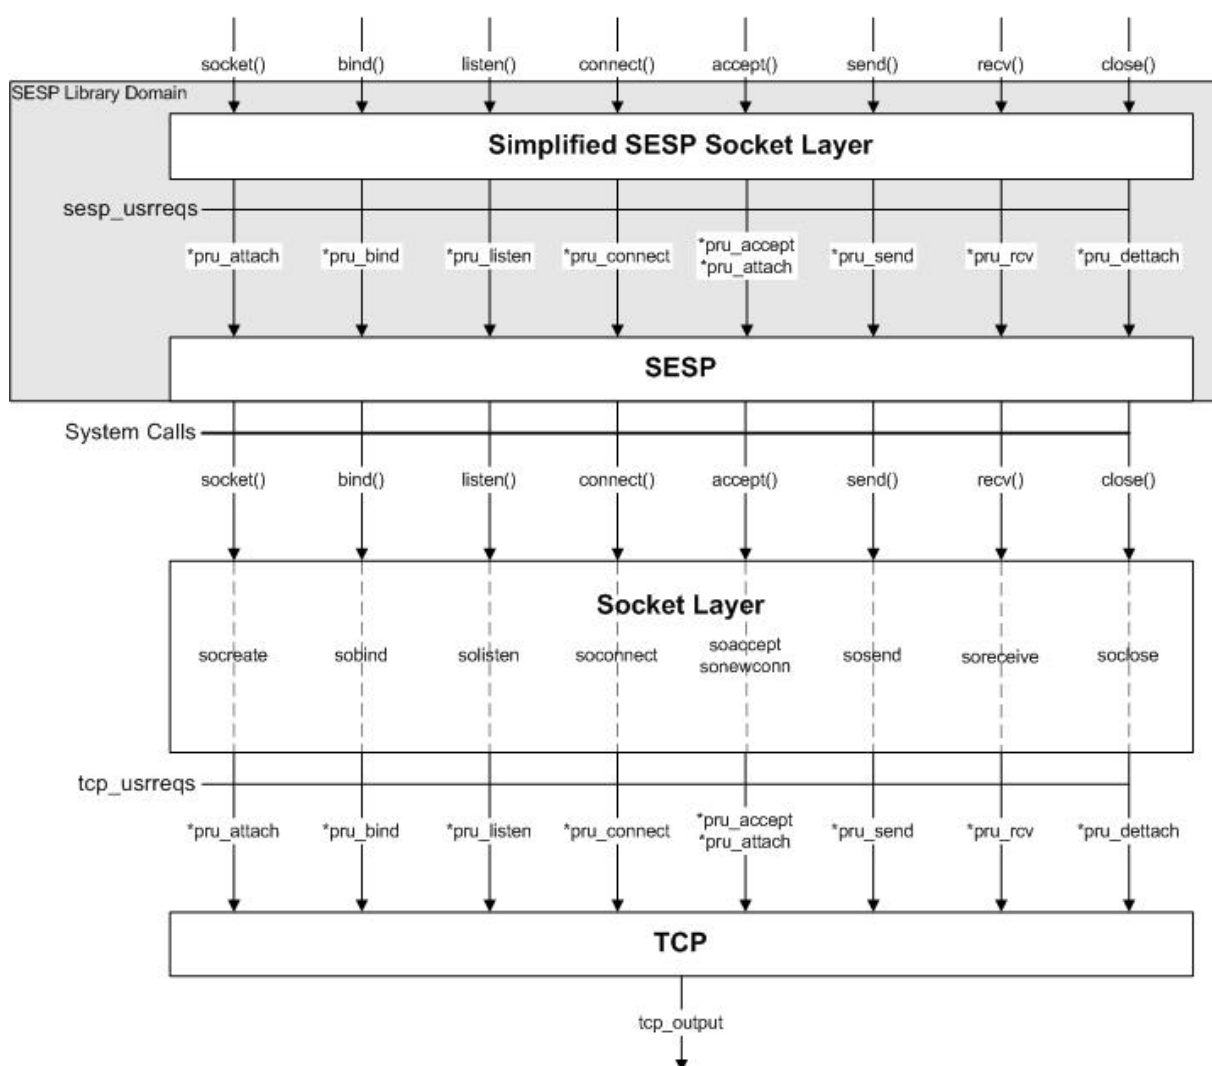 socket() bind() listen() connect() accept() send() recv() close()
SESP Library Domain
Simplified SESP Socket Layer
sesp_usrreqs
*pru_attach *pru_bind *pru_listen *pru_connect *pru_accept *pru_send *pru_rcv *pru_dettach
*pru_attach
SESP
System Calls
socket() bind() listen() connect() accept() send() recv() close()
Socket Layer
socreate sobind solisten soconnect soaccept sosend soreceive soclose
sonewconn
tcp_usrreqs
*pru_attach *pru_bind *pru_listen *pru_connect *pru_accept *pru_send *pru_rcv *pru_dettach
*pru_attach
TCP
tcp_output